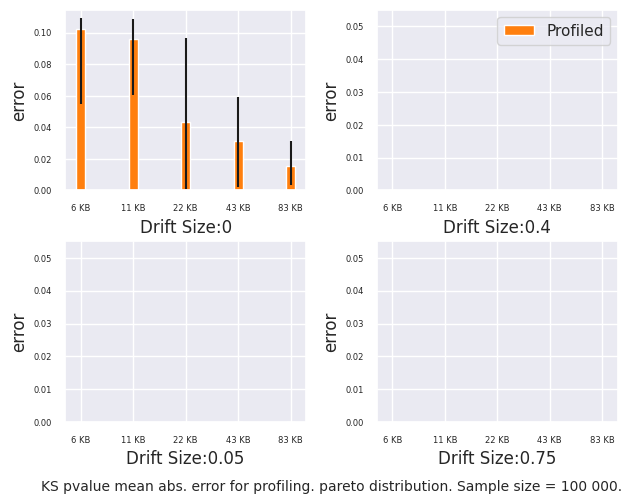 0.10
0.08
0.06
0.04
0.02
0.00
error
6 KB 11 KB 22 KB 43 KB 83 KB
Drift Size:0
0.05
0.04
0.03
0.02
0.01
0.00
error
Profiled
6 KB 11 KB 22 KB 43 KB 83 KB
Drift Size:0.4
0.05
0.04
0.03
0.02
0.01
0.00
error
6 KB 11 KB 22 KB 43 KB 83 KB
Drift Size:0.05
0.05
0.04
0.03
0.02
0.01
0.00
error
6 KB 11 KB 22 KB 43 KB 83 KB
Drift Size:0.75
KS pvalue mean abs. error for profiling. pareto distribution. Sample size = 100 000.